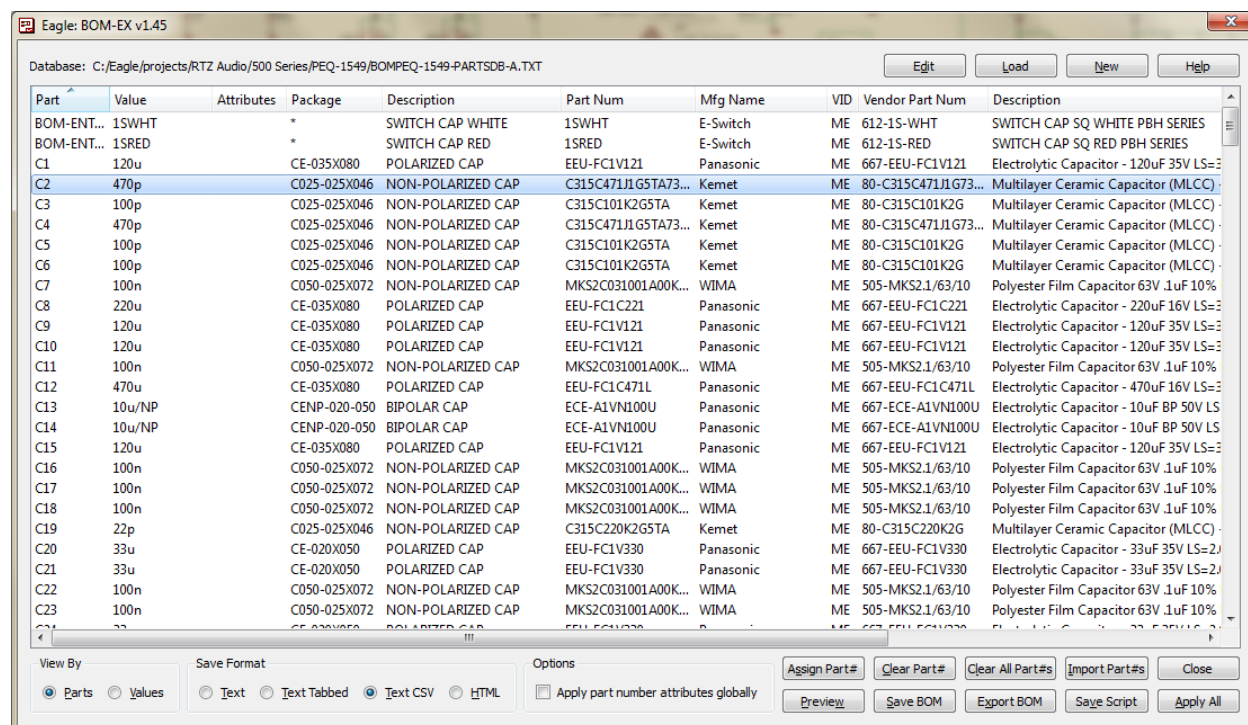 Eagle: BOM-EX v1.45
Database: C:/Eagle/projects/RTZ Audio/500 Series/PEQ-1549/BOMPEQ-1549-PARTSDB-A.TXT Edit Load New Help
Part Value Attributes Package Description Part Num Mfg Name VID Vendor Part Num Description
BOM-ENT... 1SWHT * SWITCH CAP WHITE 1SWHT E-Switch ME 612-1S-WHT SWITCH CAP SQ WHITE PBH SERIES
BOM-ENT... 1SRED * SWITCH CAP RED 1SRED E-Switch ME 612-1S-RED SWITCH CAP SQ RED PBH SERIES
C1 120u CE-035X080 POLARIZED CAP EEU-FC1V121 Panasonic ME 667-EEU-FC1V121 Electrolytic Capacitor - 120uF 35V LS=3
C2 470p C025-025X046 NON-POLARIZED CAP C315C471J1G5TA73... Kemet ME 80-C315C471J1G73... Multilayer Ceramic Capacitor (MLCC) -
C3 100p C025-025X046 NON-POLARIZED CAP C315C101K2G5TA Kemet ME 80-C315C101K2G Multilayer Ceramic Capacitor (MLCC) -
C4 470p C025-025X046 NON-POLARIZED CAP C315C471J1G5TA73... Kemet ME 80-C315C471J1G73... Multilayer Ceramic Capacitor (MLCC) -
C5 100p C025-025X046 NON-POLARIZED CAP C315C101K2G5TA Kemet ME 80-C315C101K2G Multilayer Ceramic Capacitor (MLCC) -
C6 100p C025-025X046 NON-POLARIZED CAP C315C101K2G5TA Kemet ME 80-C315C101K2G Multilayer Ceramic Capacitor (MLCC) -
C7 100n C050-025X072 NON-POLARIZED CAP MKS2C031001A00K... WIMA ME 505-MKS2.1/63/10 Polyester Film Capacitor 63V .1uF 10%
C8 220u CE-035X080 POLARIZED CAP EEU-FC1C221 Panasonic ME 667-EEU-FC1C221 Electrolytic Capacitor - 220uF 16V LS=3
C9 120u CE-035X080 POLARIZED CAP EEU-FC1V121 Panasonic ME 667-EEU-FC1V121 Electrolytic Capacitor - 120uF 35V LS=3
C10 120u CE-035X080 POLARIZED CAP EEU-FC1V121 Panasonic ME 667-EEU-FC1V121 Electrolytic Capacitor - 120uF 35V LS=3
C11 100n C050-025X072 NON-POLARIZED CAP MKS2C031001A00K... WIMA ME 505-MKS2.1/63/10 Polyester Film Capacitor 63V .1uF 10%
C12 470u CE-035X080 POLARIZED CAP EEU-FC1C471L Panasonic ME 667-EEU-FC1C471L Electrolytic Capacitor - 470uF 16V LS=3
C13 10u/NP CENP-020-050 BIPOLAR CAP ECE-A1VN100U Panasonic ME 667-ECE-A1VN100U Electrolytic Capacitor - 10uF BP 50V LS
C14 10u/NP CENP-020-050 BIPOLAR CAP ECE-A1VN100U Panasonic ME 667-ECE-A1VN100U Electrolytic Capacitor - 10uF BP 50V LS
C15 120u CE-035X080 POLARIZED CAP EEU-FC1V121 Panasonic ME 667-EEU-FC1V121 Electrolytic Capacitor - 120uF 35V LS=3
C16 100n C050-025X072 NON-POLARIZED CAP MKS2C031001A00K... WIMA ME 505-MKS2.1/63/10 Polyester Film Capacitor 63V .1uF 10%
C17 100n C050-025X072 NON-POLARIZED CAP MKS2C031001A00K... WIMA ME 505-MKS2.1/63/10 Polyester Film Capacitor 63V .1uF 10%
C18 100n C050-025X072 NON-POLARIZED CAP MKS2C031001A00K... WIMA ME 505-MKS2.1/63/10 Polyester Film Capacitor 63V .1uF 10%
C19 22p C025-025X046 NON-POLARIZED CAP C315C220K2G5TA Kemet ME 80-C315C220K2G Multilayer Ceramic Capacitor (MLCC) -
C20 33u CE-020X050 POLARIZED CAP EEU-FC1V330 Panasonic ME 667-EEU-FC1V330 Electrolytic Capacitor - 33uF 35V LS=2.
C21 33u CE-020X050 POLARIZED CAP EEU-FC1V330 Panasonic ME 667-EEU-FC1V330 Electrolytic Capacitor - 33uF 35V LS=2.
C22 100n C050-025X072 NON-POLARIZED CAP MKS2C031001A00K... WIMA ME 505-MKS2.1/63/10 Polyester Film Capacitor 63V .1uF 10%
C23 100n C050-025X072 NON-POLARIZED CAP MKS2C031001A00K... WIMA ME 505-MKS2.1/63/10 Polyester Film Capacitor 63V .1uF 10%
View By Save Format Options Assign Part# Clear Part# Clear All Part#s Import Part#s Close
Parts Values Text Text Tabbed Text CSV HTML Apply part number attributes globally Preview Save BOM Export BOM Save Script Apply All